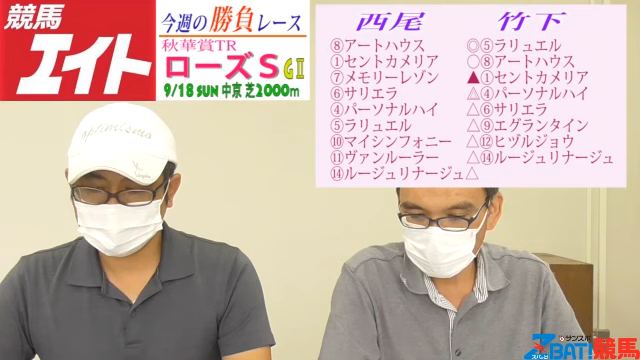 競馬
エイト
今週の勝負レース
秋華賞TR
ローズS GⅡ
9/18 SUN 中京 芝2000m
西尾 竹下
⑧アートハウス ◎⑤ラリュエル
①セントカメリア ○⑧アートハウス
⑦メモリーレゾン ▲①セントカメリア
⑥サリエラ △④パーソナルハイ
④パーソナルハイ △⑥サリエラ
⑤ラリュエル △⑨エグランタイン
⑩マイシンフォニー △⑫ヒヅルジョウ
⑪ヴァンルーラー △⑭ルージュリナージュ
⑭ルージュリナージュ△
optimismo
サンスポ
ZBAT!競馬